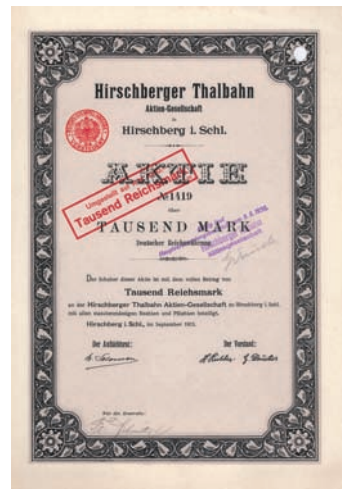 Hirschberger Thalbahn
Aktien-Gesellschaft
in
Hirschberg i. Schl.
AKTIE
№ 1419
über
TAUSEND MARK
Deutscher Reichswährung.
Umgestellt auf
Tausend Reichsmark
Der Inhaber dieser Aktie ist mit dem vollen Betrag von
Tausend Reichsmark
an der Hirschberger Thalbahn Aktien-Gesellschaft in Hirschberg i. Schl.
mit allen statutenmässigen Rechten und Pflichten beteiligt.
Hirschberg i. Schl., im September
Der Aufsichtsrat: Der Vorstand: